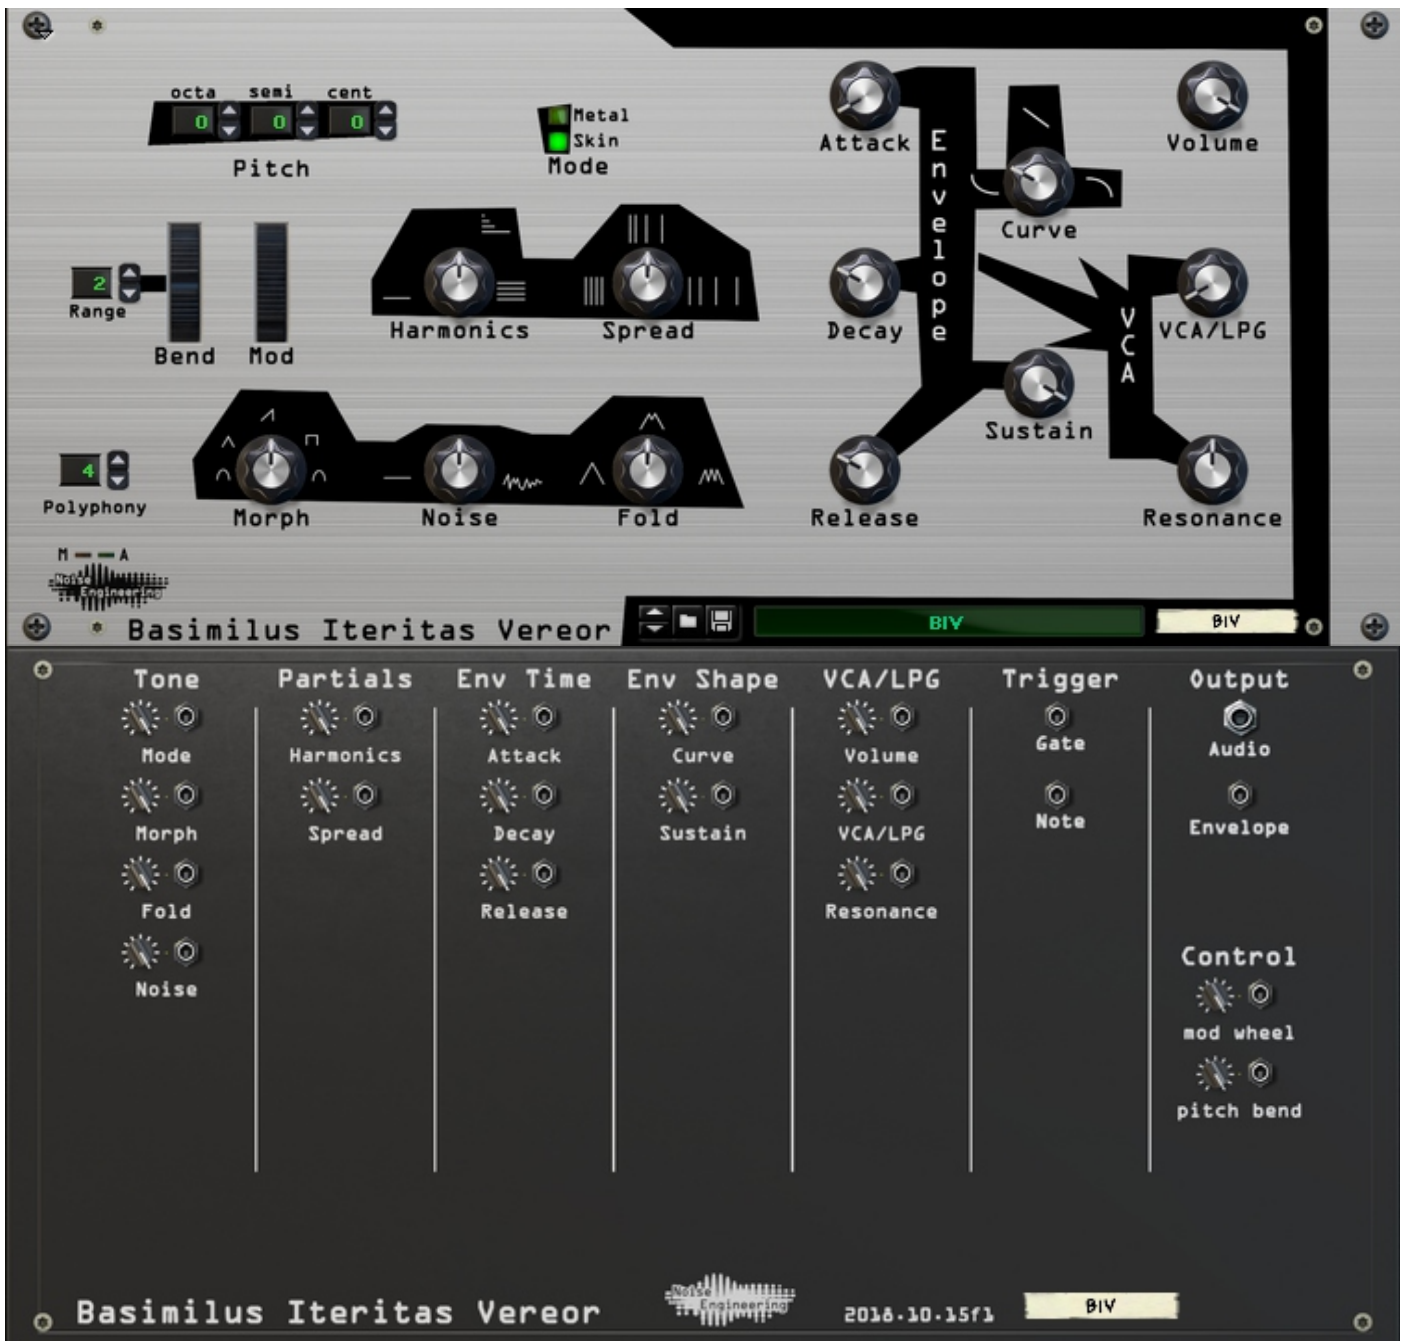 octa semi cent
0 0 0
Pitch
Metal
Skin
Mode
Attack
Volume
Envelope
Curve
2
Range
Bend Mod
Harmonics Spread
Decay
VCA
VCA/LPG
Sustain
4
Polyphony
Morph Noise Fold
Release
Resonance
M A
Noise
Engineering
Basimilus Iteritas Vereor
BIV
BIV
Tone Partials Env Time Env Shape VCA/LPG Trigger Output
Mode Harmonics Attack Curve Volume Gate Audio
Morph Spread Decay Sustain VCA/LPG Note Envelope
Fold Release Resonance
Noise
Control
mod wheel
pitch bend
Basimilus Iteritas Vereor
Noise
Engineering
2018.10.15f1
BIV